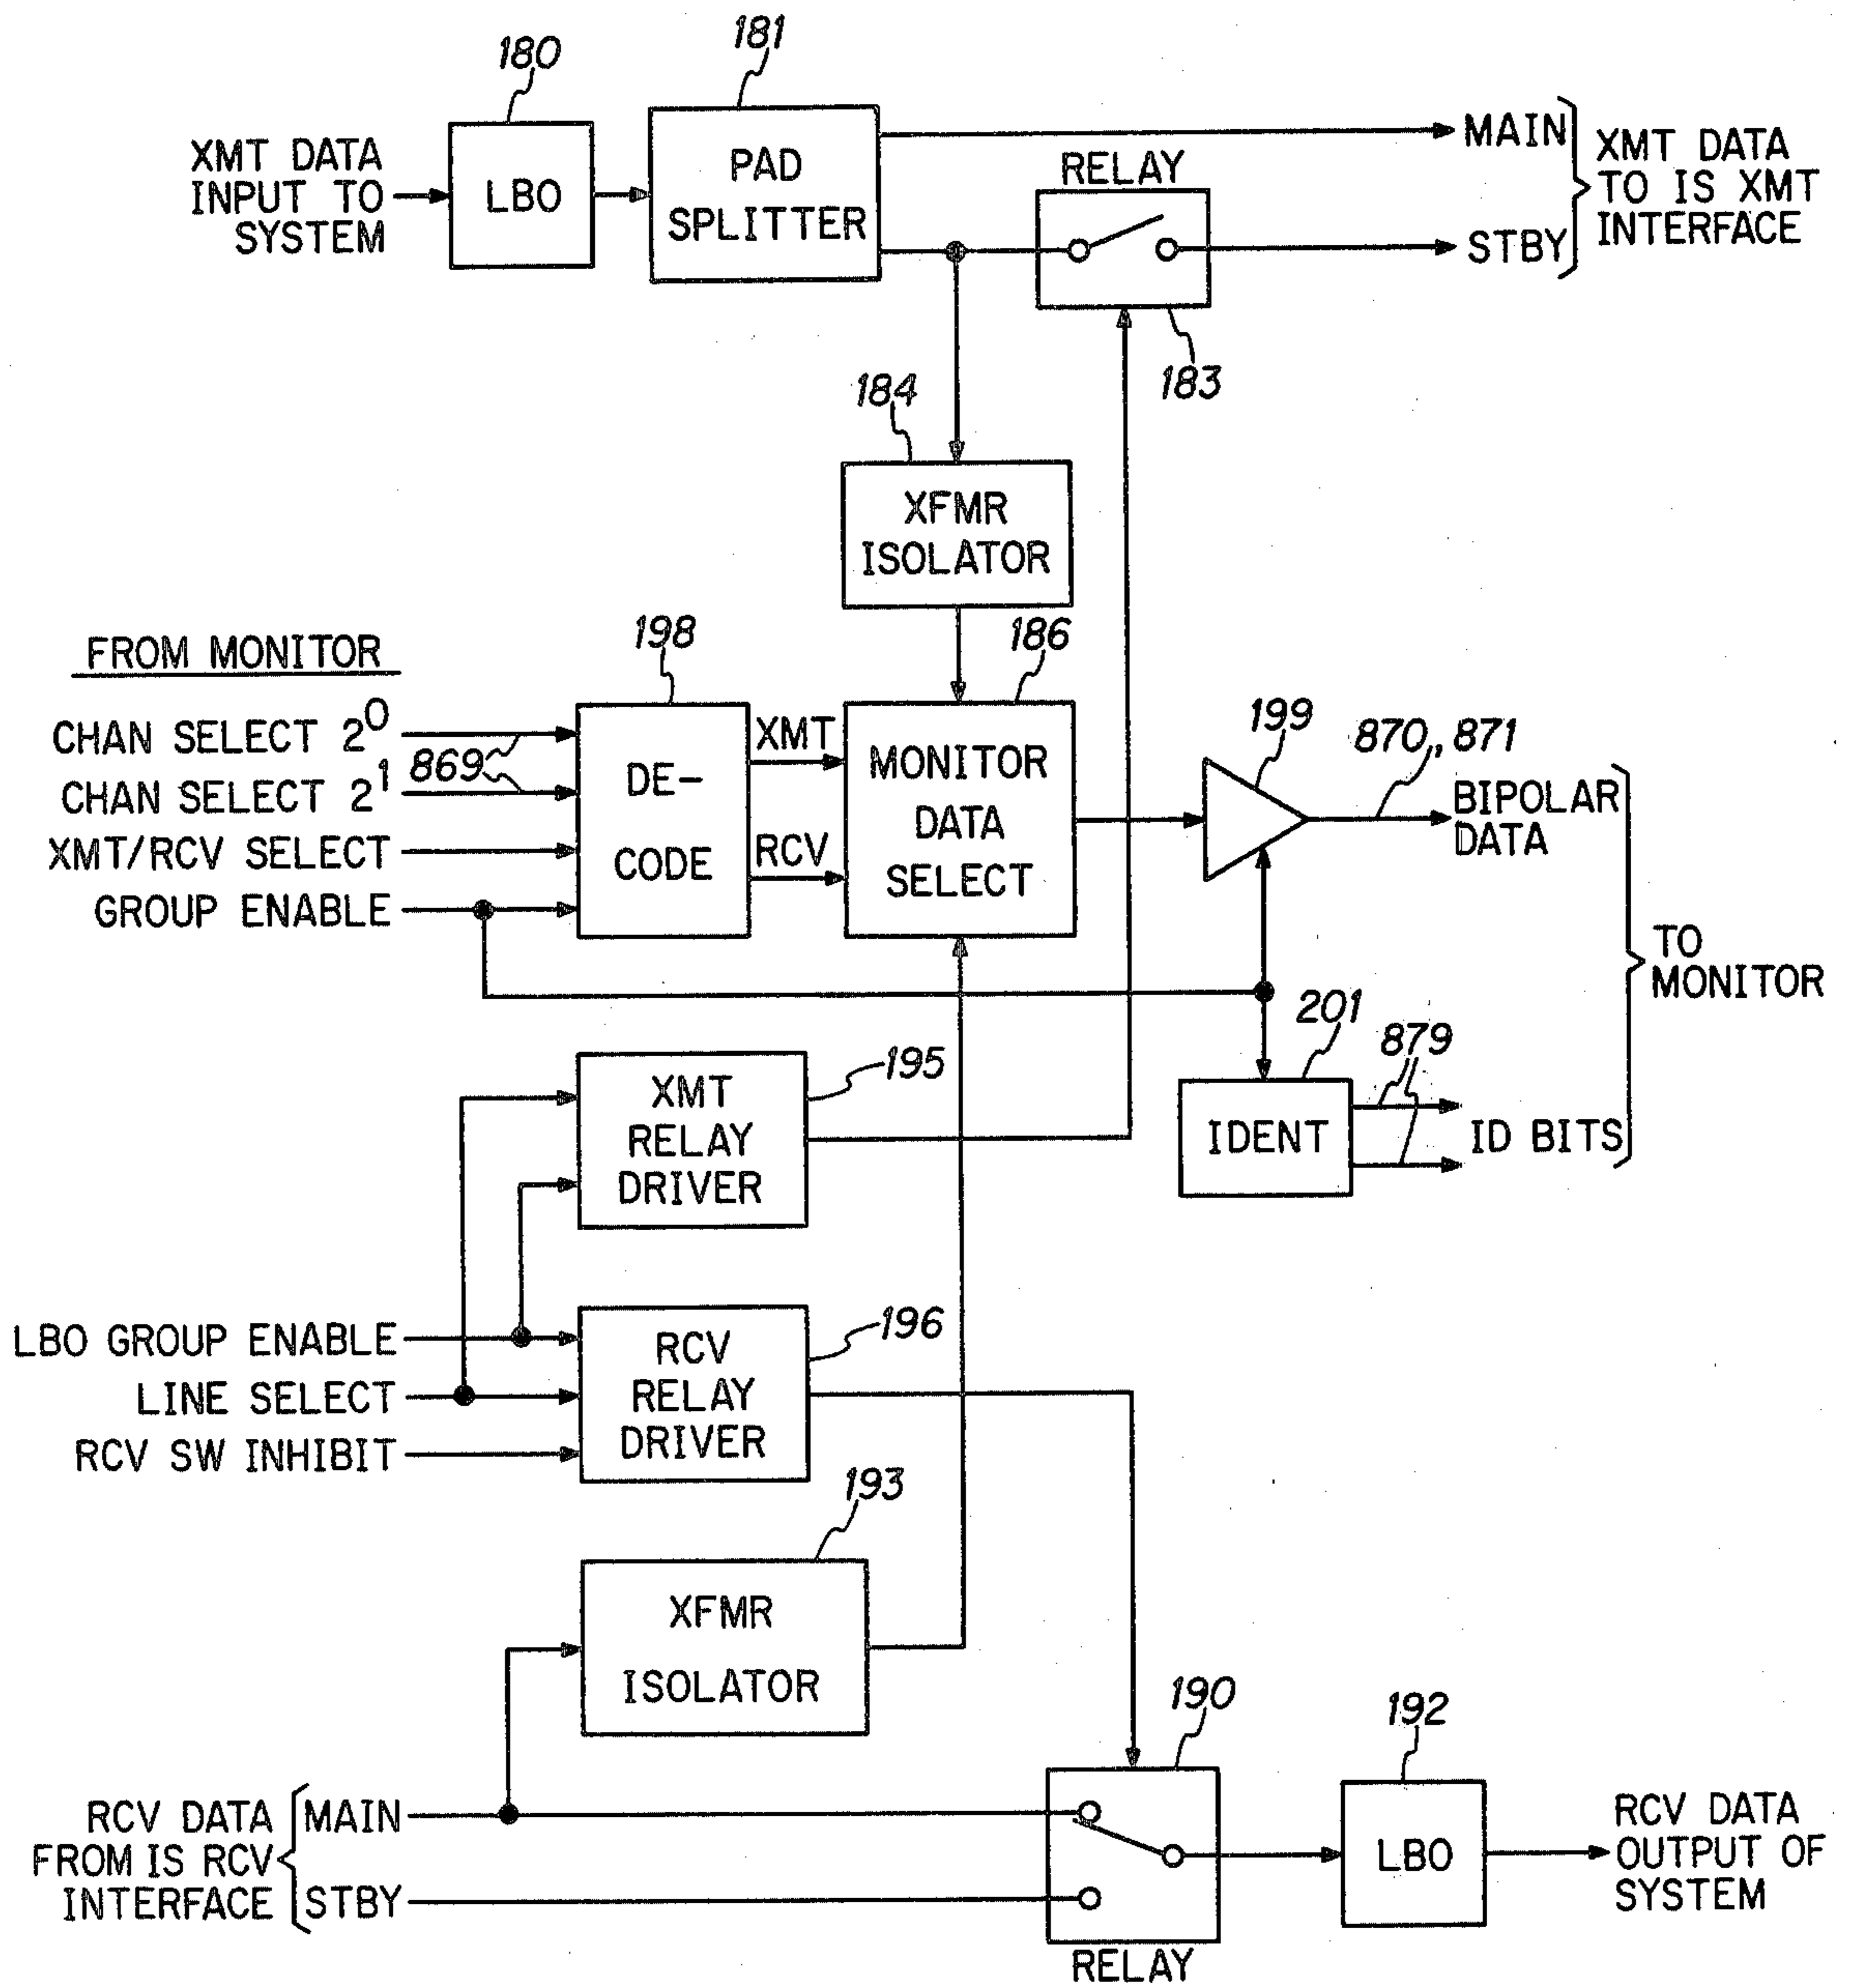 180
181
XMT DATA
INPUT TO
SYSTEM
LBO
PAD
SPLITTER
RELAY
MAIN
STBY
XMT DATA
TO IS XMT
INTERFACE
183
184
XFMR
ISOLATOR
FROM MONITOR
CHAN SELECT 2⁰
CHAN SELECT 2¹
869
XMT/RCV SELECT
GROUP ENABLE
198
DE-
CODE
XMT
RCV
186
MONITOR
DATA
SELECT
199
870,, 871
BIPOLAR
DATA
TO
MONITOR
201
IDENT
879
ID BITS
195
XMT
RELAY
DRIVER
LBO GROUP ENABLE
LINE SELECT
RCV SW INHIBIT
196
RCV
RELAY
DRIVER
193
XFMR
ISOLATOR
RCV DATA
FROM IS RCV
INTERFACE
MAIN
STBY
190
RELAY
192
LBO
RCV DATA
OUTPUT OF
SYSTEM